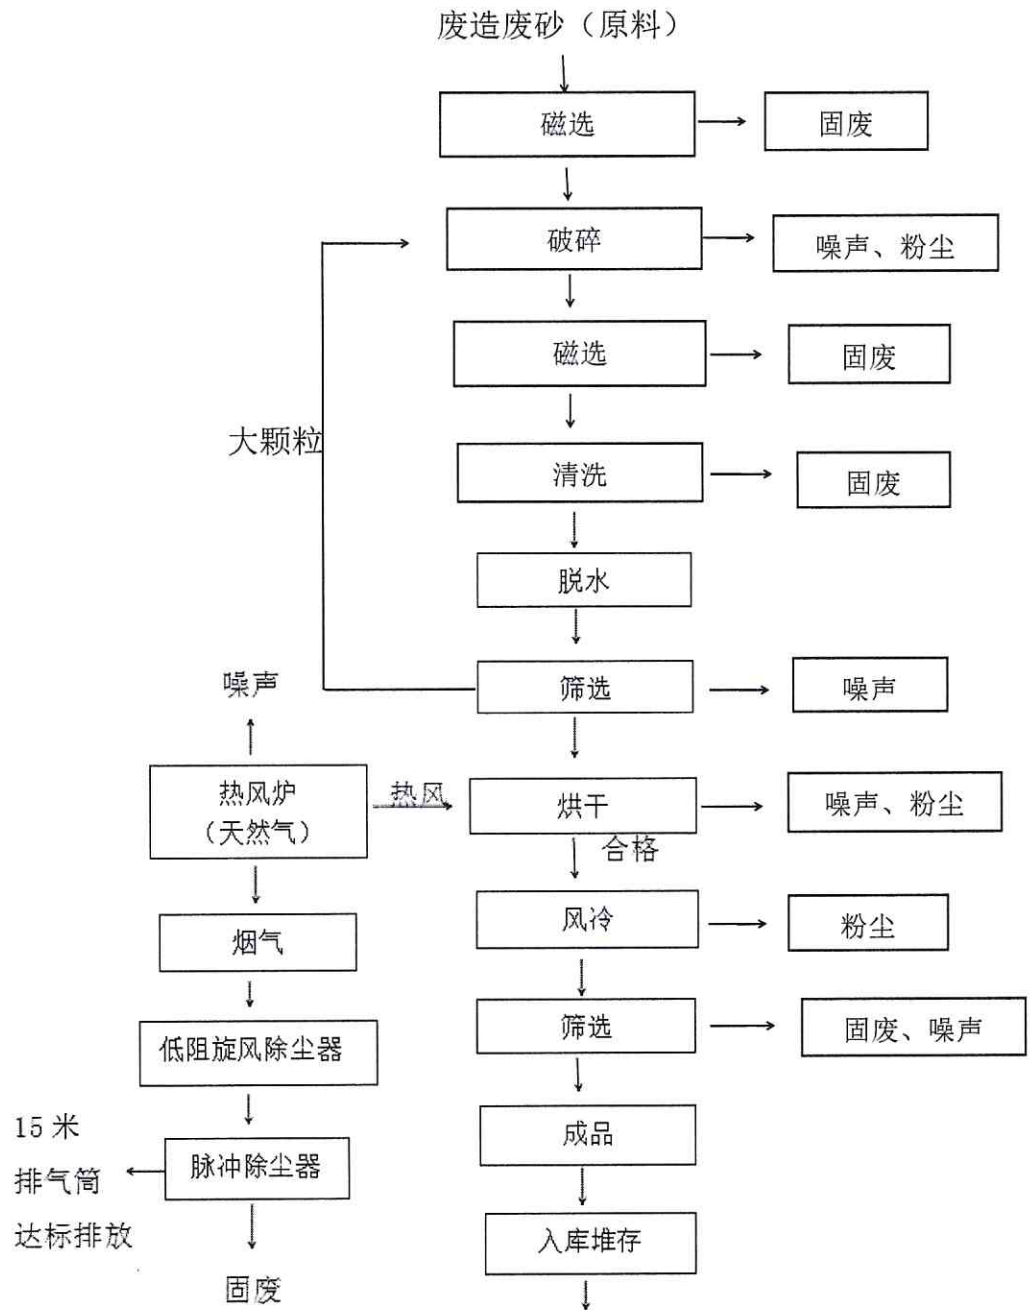 废造废砂（原料）
磁选
固废
破碎
噪声、粉尘
磁选
固废
大颗粒
清洗
固废
脱水
噪声
筛选
噪声
热风炉
（天然气）
热风
烘干
噪声、粉尘
合格
烟气
风冷
粉尘
低阻旋风除尘器
筛选
固废、噪声
15米
排气筒
达标排放
脉冲除尘器
成品
固废
入库堆存